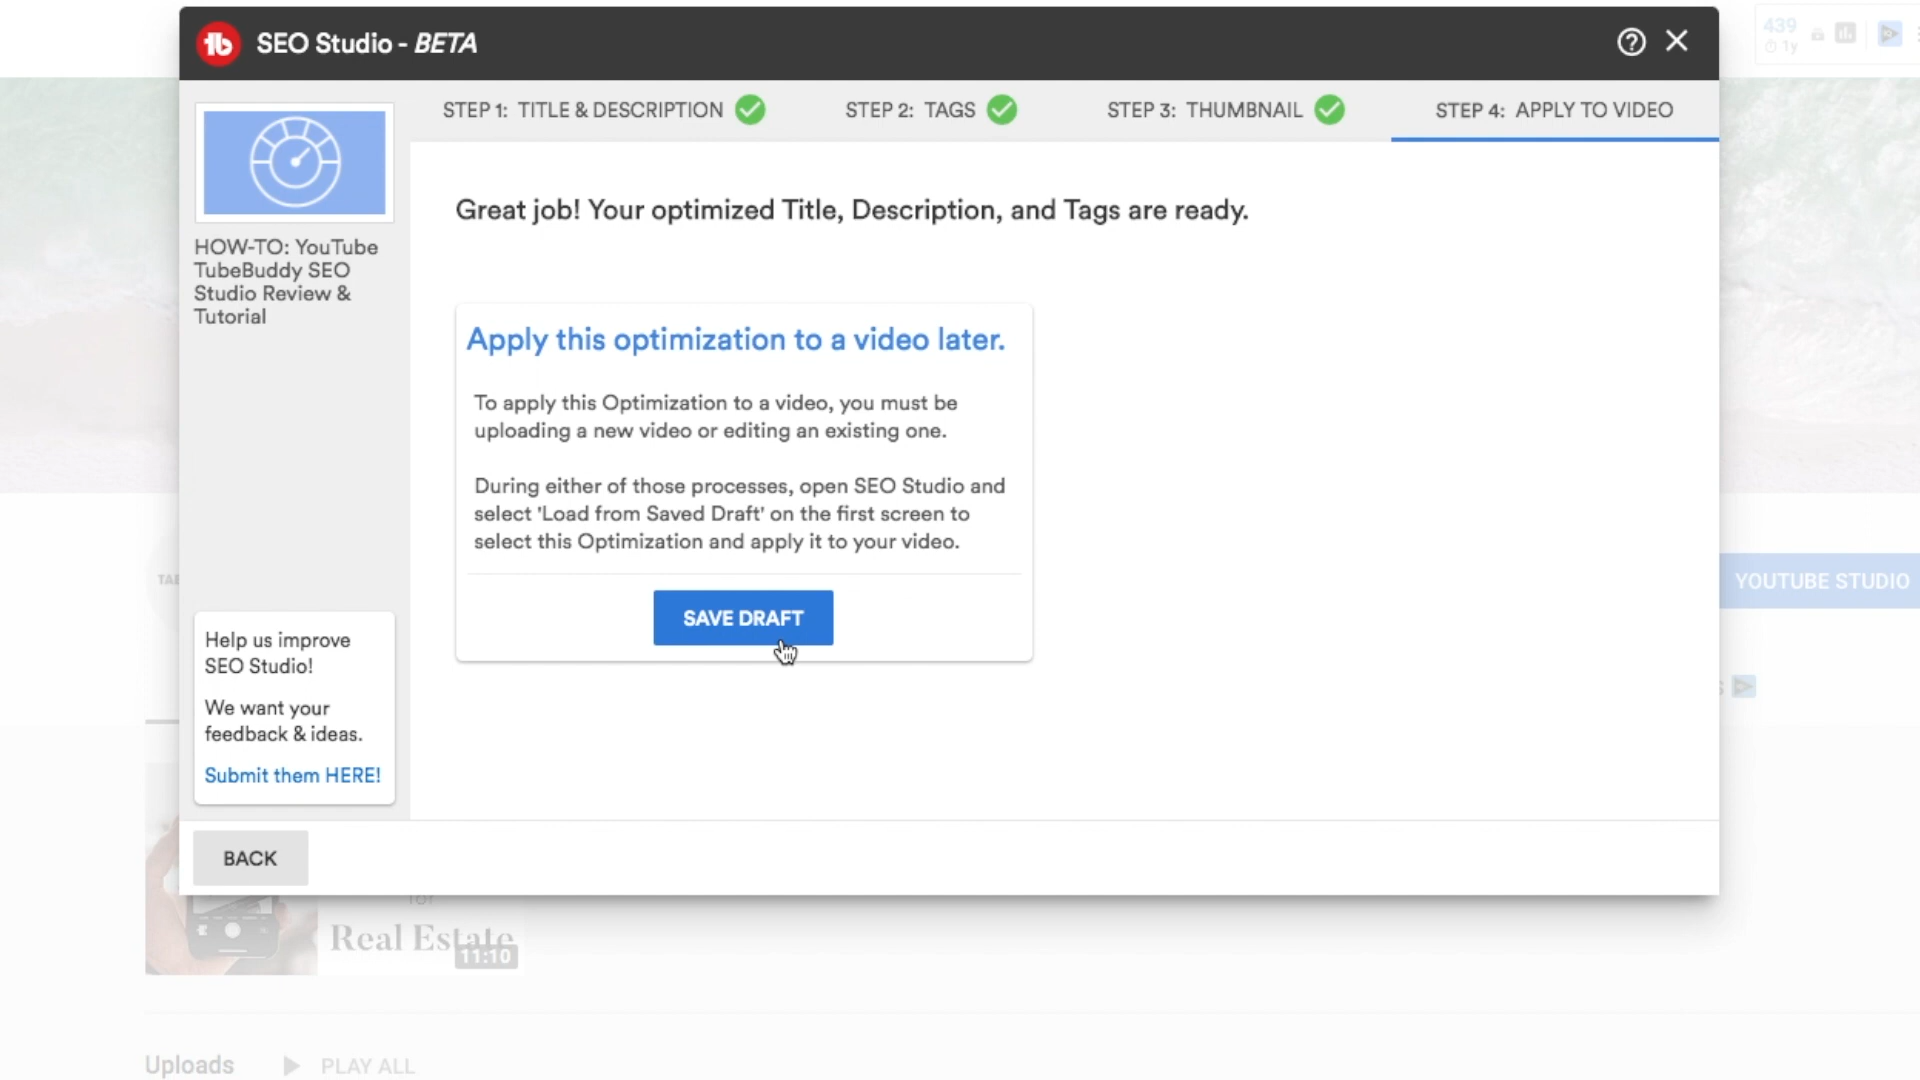 SEO Studio - BETA
439
1y
STEP 1: TITLE & DESCRIPTION
STEP 2: TAGS
STEP 3: THUMBNAIL
STEP 4: APPLY TO VIDEO
HOW-TO: YouTube
TubeBuddy SEO
Studio Review &
Tutorial
Great job! Your optimized Title, Description, and Tags are ready.
Apply this optimization to a video later.
To apply this Optimization to a video, you must be
uploading a new video or editing an existing one.
During either of those processes, open SEO Studio and
select 'Load from Saved Draft' on the first screen to
select this Optimization and apply it to your video.
SAVE DRAFT
YOUTUBE STUDIO
Help us improve
SEO Studio!
We want your
feedback & ideas.
Submit them HERE!
BACK
for
Real Estate
11:10
Uploads
PLAY ALL